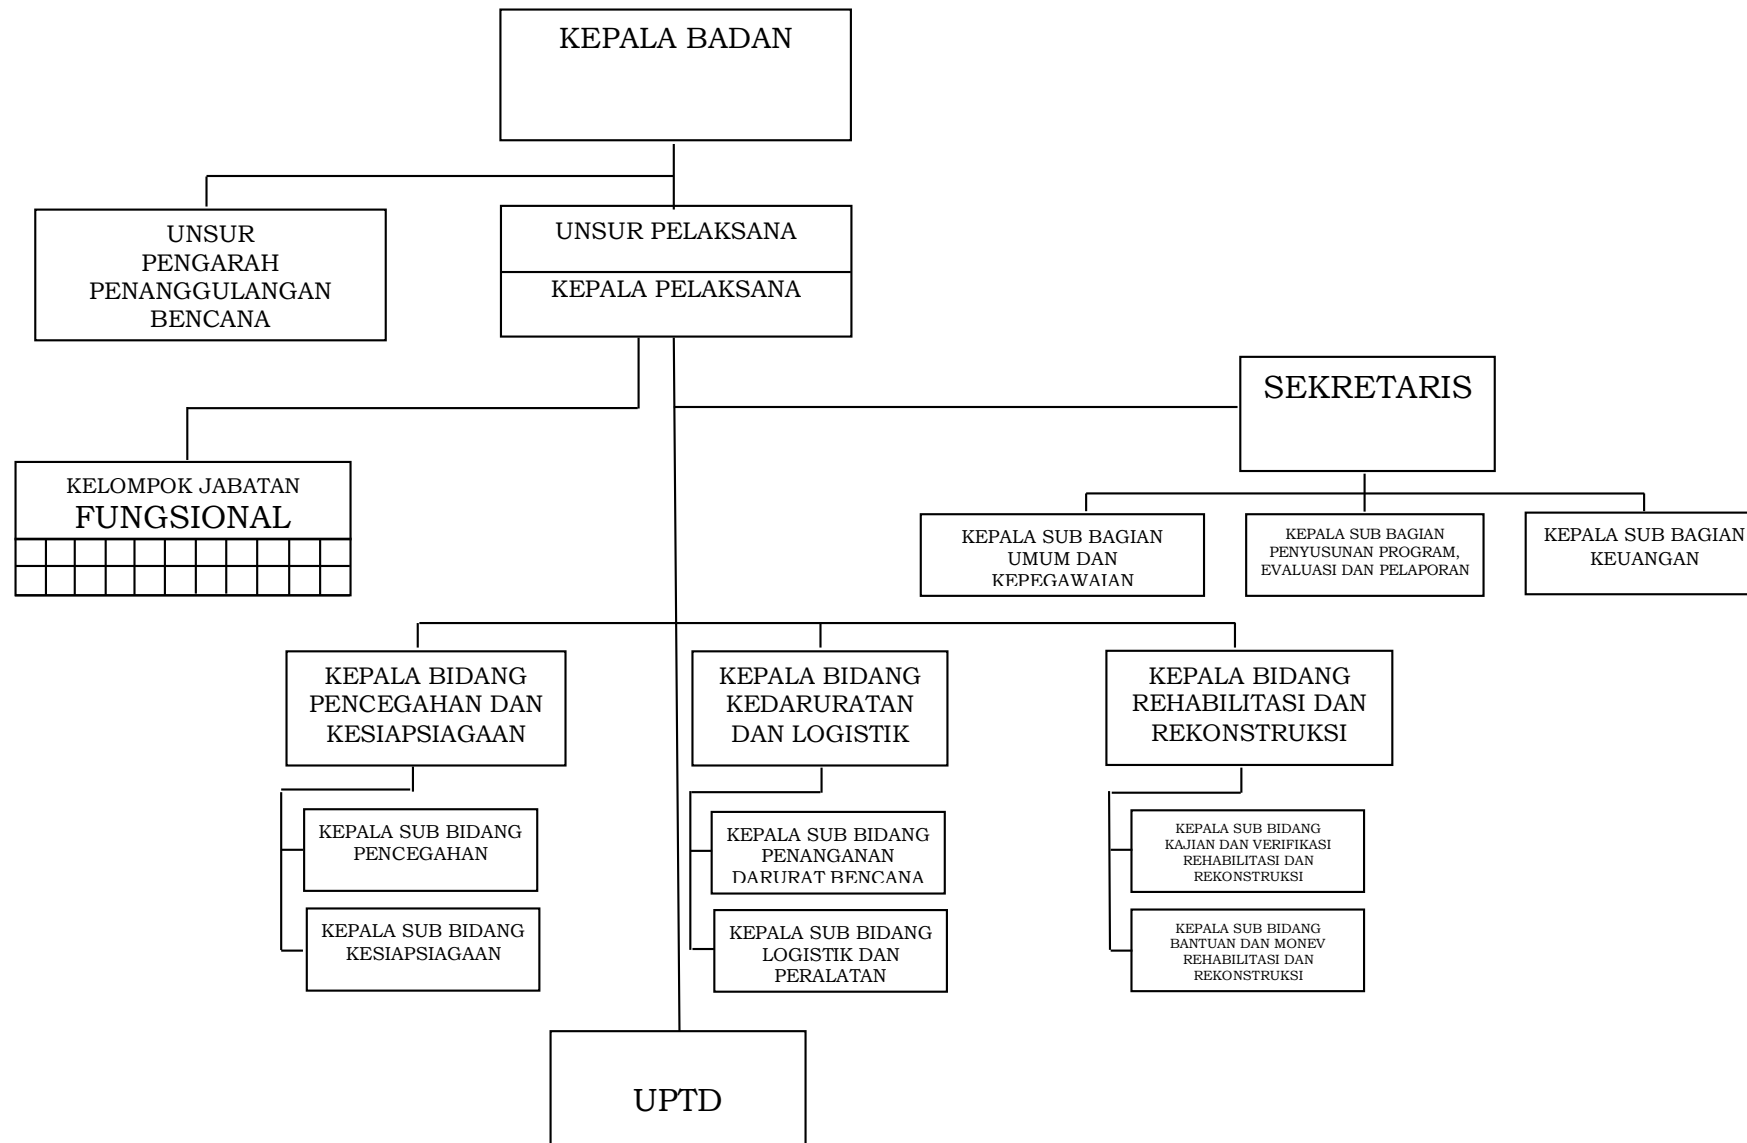 KEPALA BADAN
UNSUR
PENGARAH
PENANGGULANGAN
BENCANA
UNSUR PELAKSANA
KEPALA PELAKSANA
SEKRETARIS
KELOMPOK JABATAN
FUNGSIONAL
KEPALA SUB BAGIAN
UMUM DAN
KEPEGAWAIAN
KEPALA SUB BAGIAN
PENYUSUNAN PROGRAM,
EVALUASI DAN PELAPORAN
KEPALA SUB BAGIAN
KEUANGAN
KEPALA BIDANG
PENCEGAHAN DAN
KESIAPSIAGAAN
KEPALA BIDANG
KEDARURATAN
DAN LOGISTIK
KEPALA BIDANG
REHABILITASI DAN
REKONSTRUKSI
KEPALA SUB BIDANG
PENCEGAHAN
KEPALA SUB BIDANG
PENANGANAN
DARURAT BENCANA
KEPALA SUB BIDANG
KAJIAN DAN VERIFIKASI
REHABILITASI DAN
REKONSTRUKSI
KEPALA SUB BIDANG
KESIAPSIAGAAN
KEPALA SUB BIDANG
LOGISTIK DAN
PERALATAN
KEPALA SUB BIDANG
BANTUAN DAN MONEV
REHABILITASI DAN
REKONSTRUKSI
UPTD